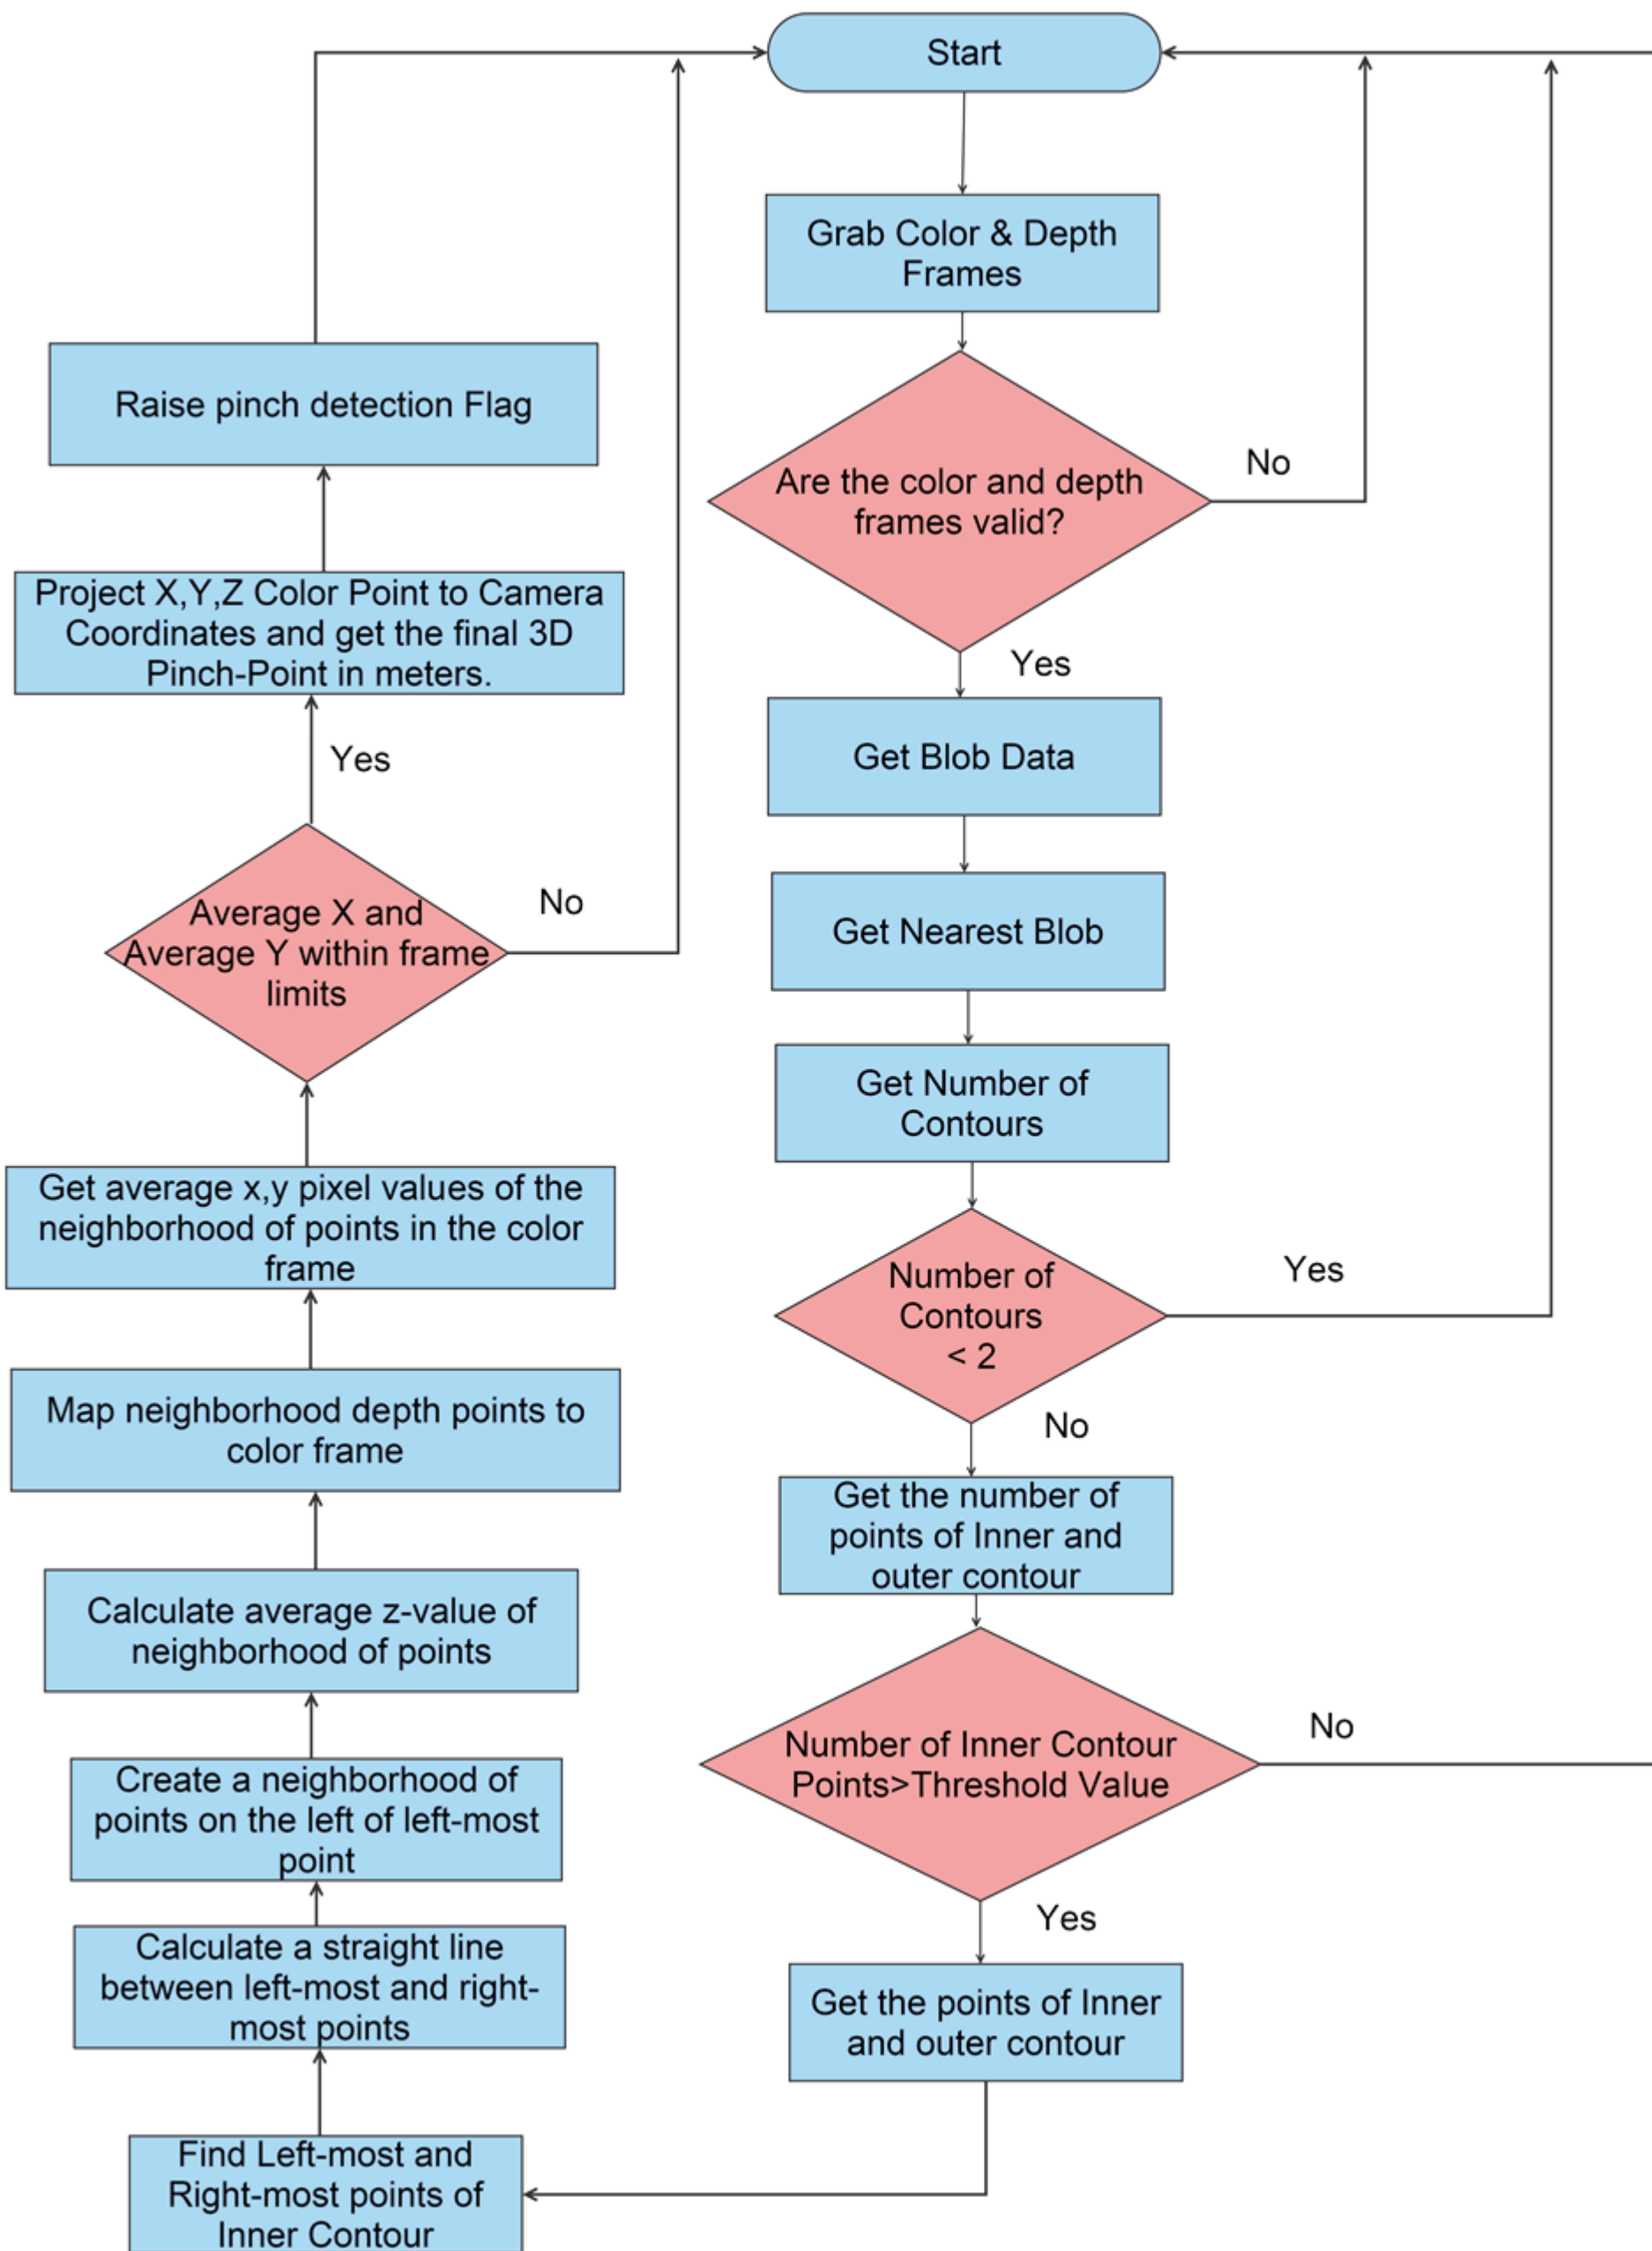 Start
Grab Color & Depth
Frames
Are the color and depth
frames valid?
No
Yes
Get Blob Data
Get Nearest Blob
Get Number of
Contours
Number of
Contours
< 2
Yes
No
Get the number of
points of Inner and
outer contour
Number of Inner Contour
Points>Threshold Value
No
Yes
Get the points of Inner
and outer contour
Find Left-most and
Right-most points of
Inner Contour
Calculate a straight line
between left-most and right-
most points
Create a neighborhood of
points on the left of left-most
point
Calculate average z-value of
neighborhood of points
Map neighborhood depth points to
color frame
Get average x,y pixel values of the
neighborhood of points in the color
frame
Average X and
Average Y within frame
limits
No
Yes
Project X,Y,Z Color Point to Camera
Coordinates and get the final 3D
Pinch-Point in meters.
Raise pinch detection Flag